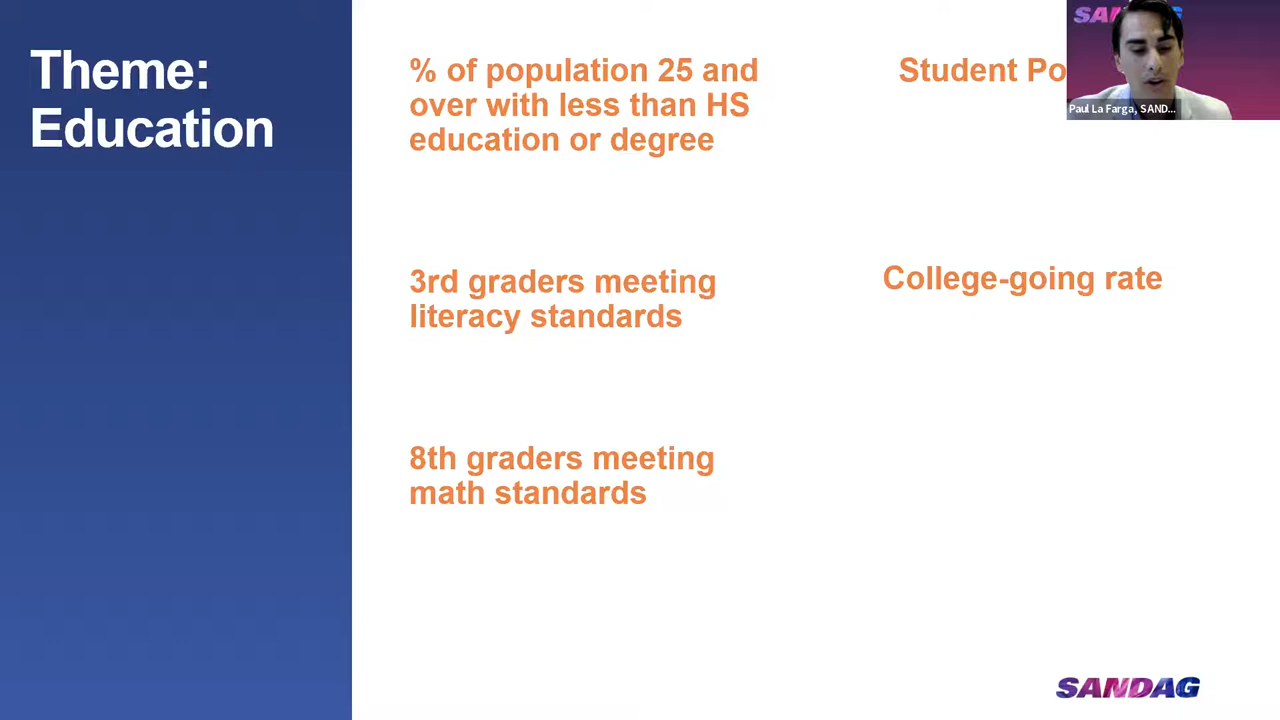 Theme:
Education
% of population 25 and
over with less than HS
education or degree
3rd graders meeting
literacy standards
8th graders meeting
math standards
Student Po
College-going rate
Paul La Farga, SAND...
SANDAG